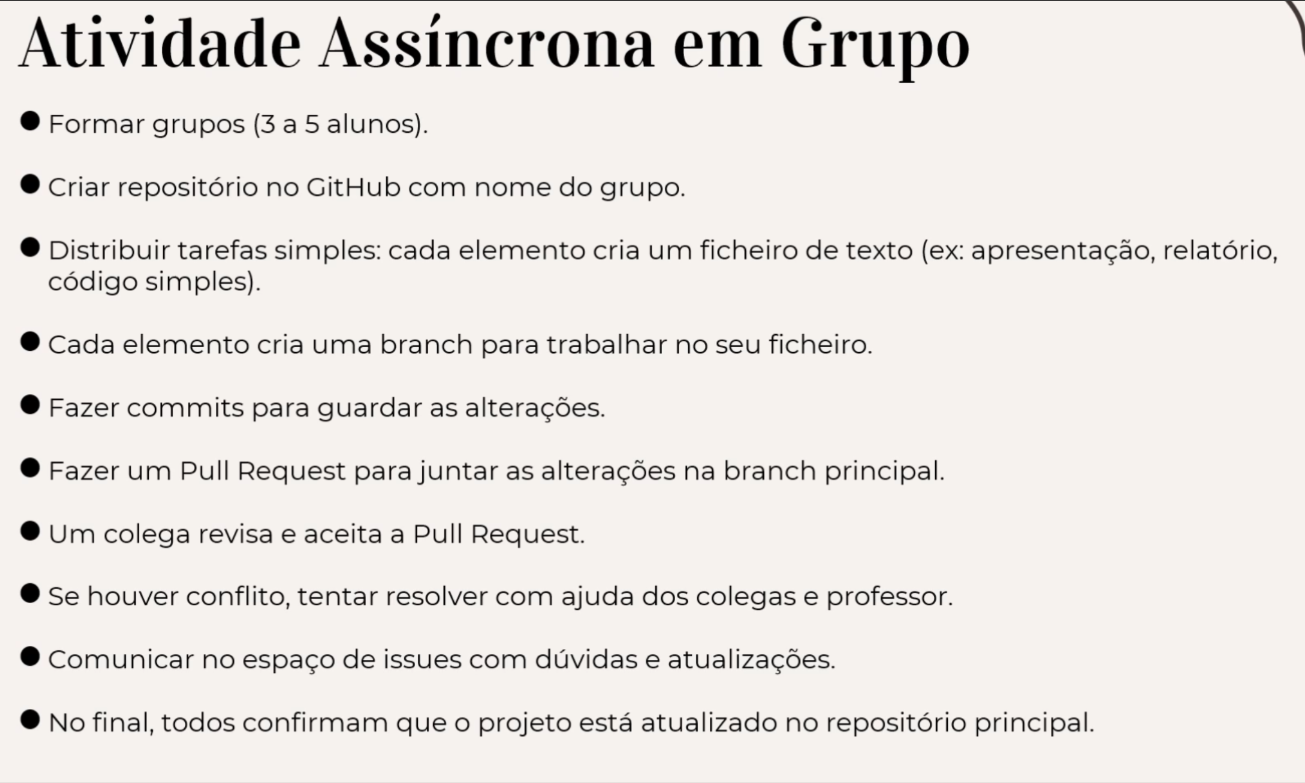 Atividade Assíncrona em Grupo
● Formar grupos (3 a 5 alunos).
● Criar repositório no GitHub com nome do grupo.
● Distribuir tarefas simples: cada elemento cria um ficheiro de texto (ex: apresentação, relatório,
código simples).
● Cada elemento cria uma branch para trabalhar no seu ficheiro.
● Fazer commits para guardar as alterações.
● Fazer um Pull Request para juntar as alterações na branch principal.
● Um colega revisa e aceita a Pull Request.
● Se houver conflito, tentar resolver com ajuda dos colegas e professor.
● Comunicar no espaço de issues com dúvidas e atualizações.
● No final, todos confirmam que o projeto está atualizado no repositório principal.